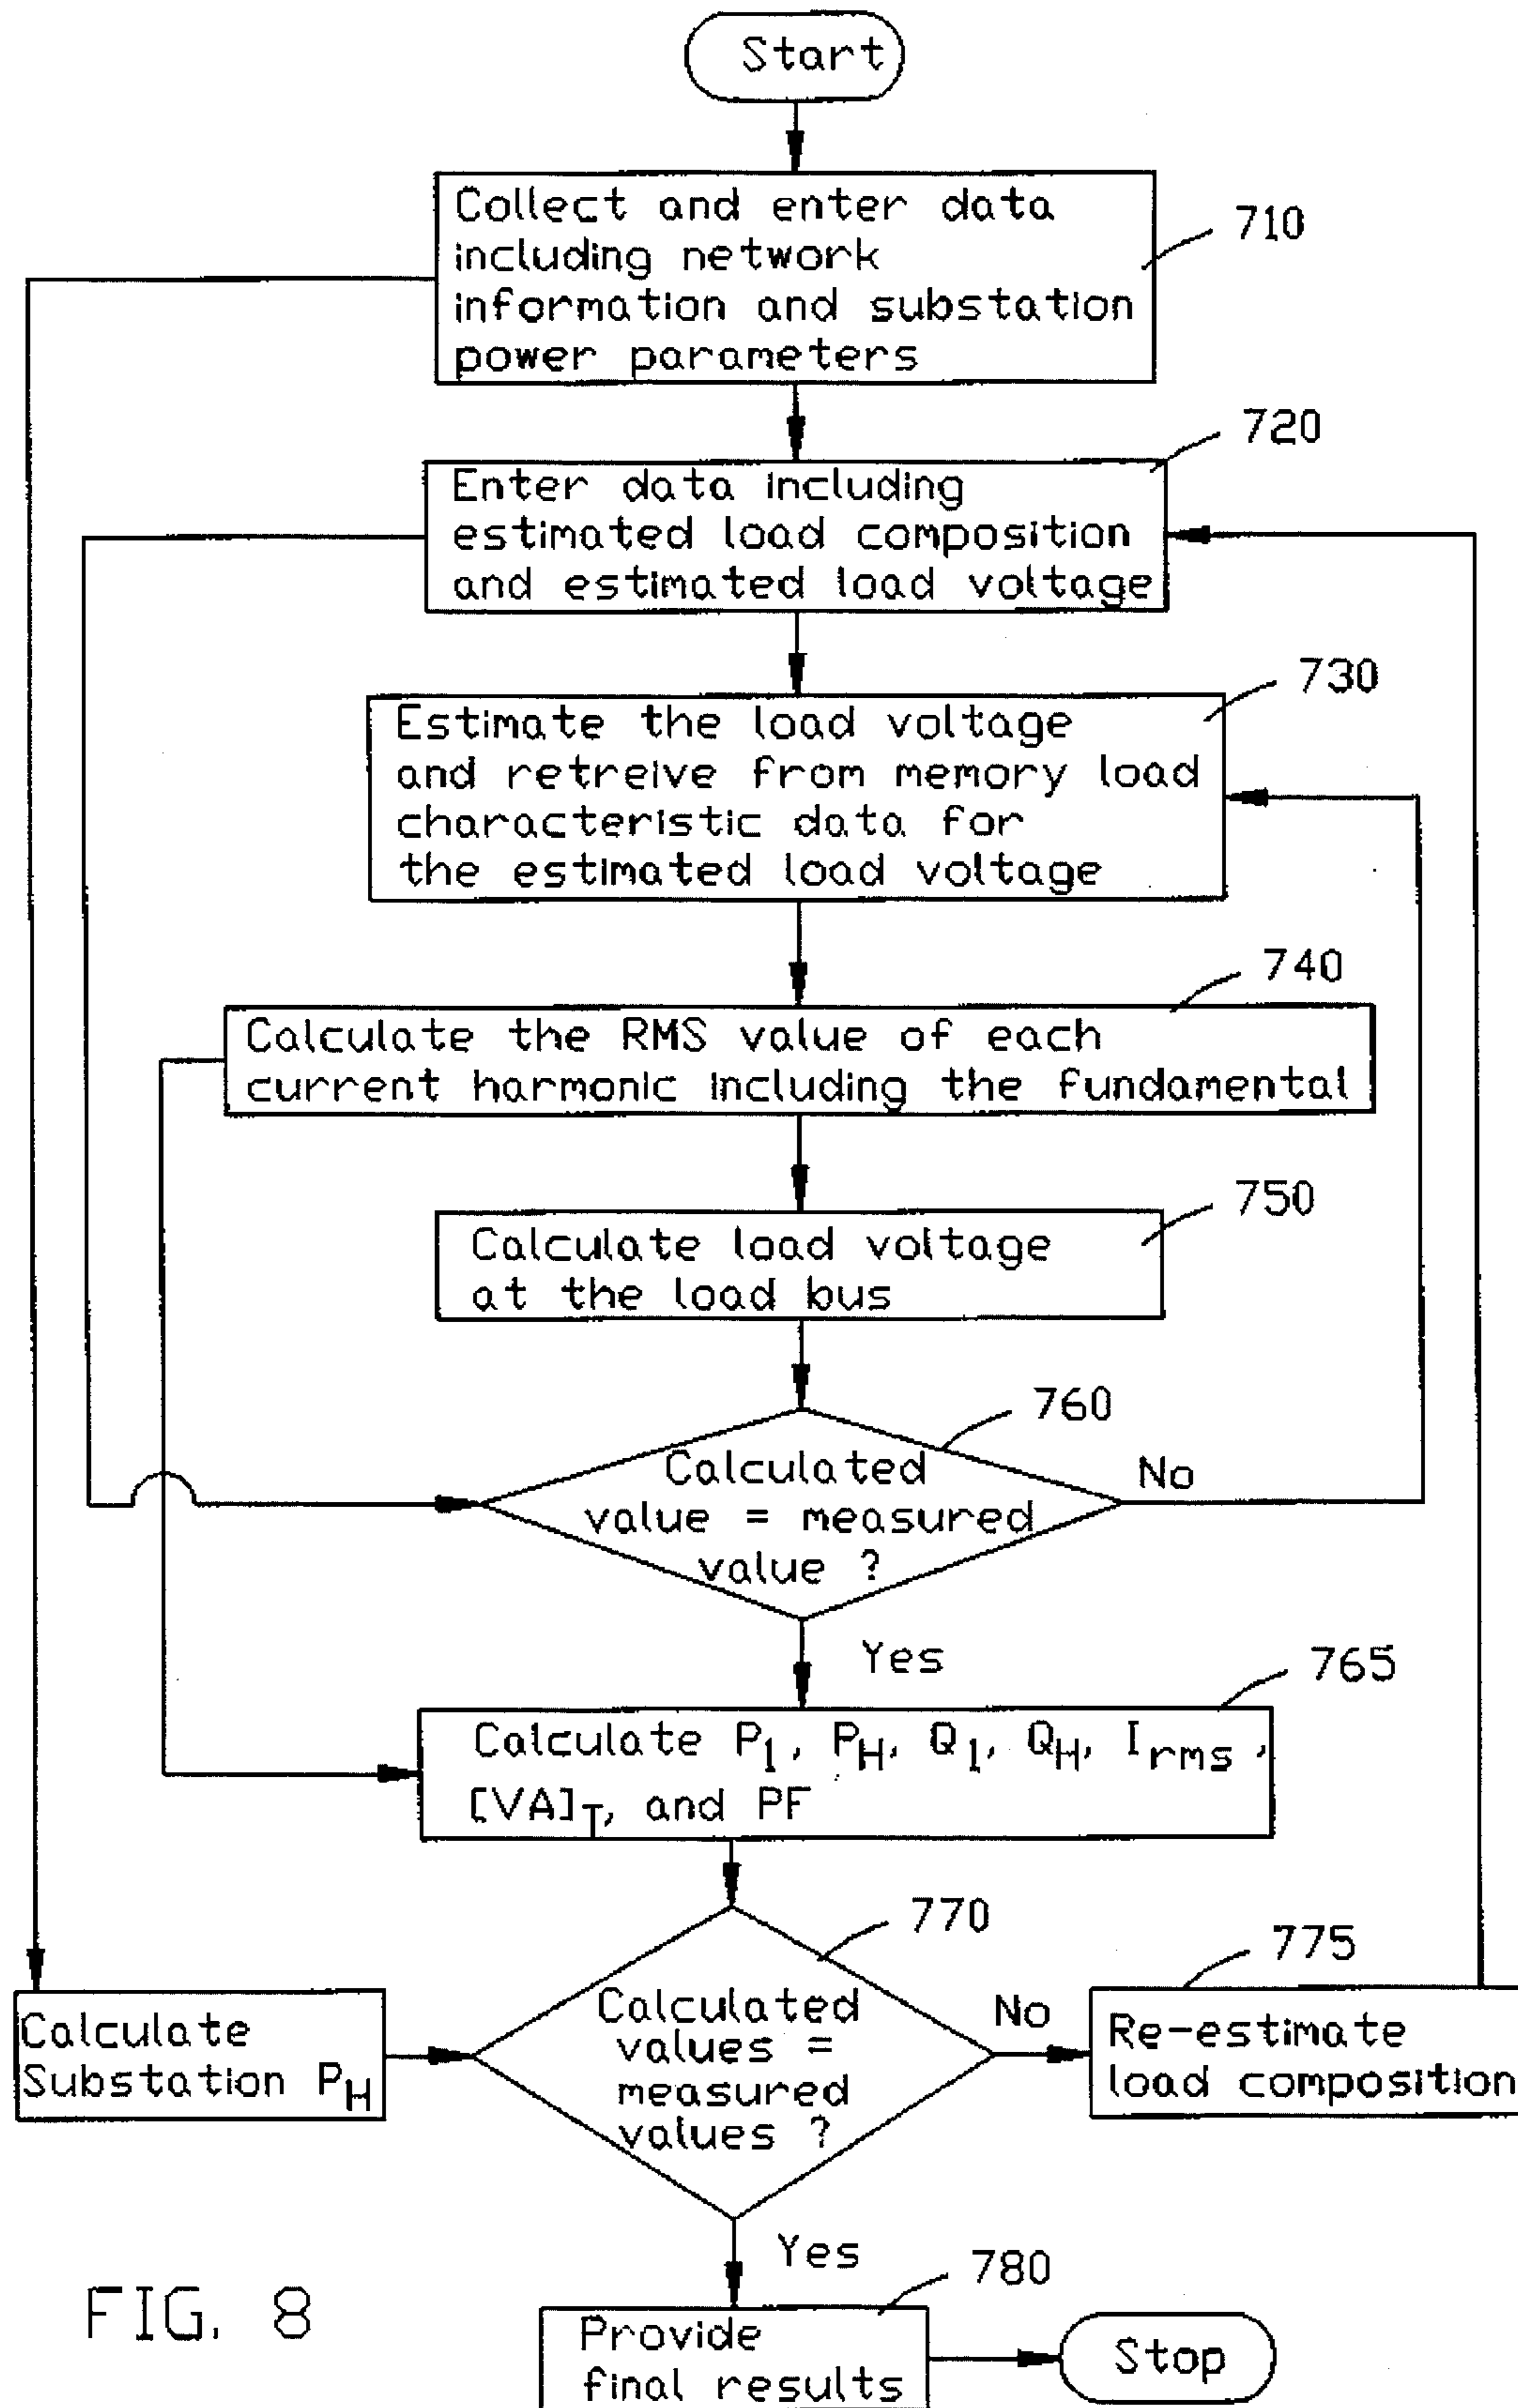 Start
Collect and enter data
including network
information and substation
power parameters
710
Enter data including
estimated load composition
and estimated load voltage
720
Estimate the load voltage
and retreive from memory load
characteristic data for
the estimated load voltage
730
Calculate the RMS value of each
current harmonic including the fundamental
740
Calculate load voltage
at the load bus
750
Calculated
value = measured
value ?
760
No
Yes
Calculate P1, PH, Q1, QH, Irms,
[VA]T, and PF
765
Calculate
Substation PH
Calculated
values =
measured
values ?
770
No
Re-estimate
load composition
775
Yes
Provide
final results
780
Stop
FIG. 8